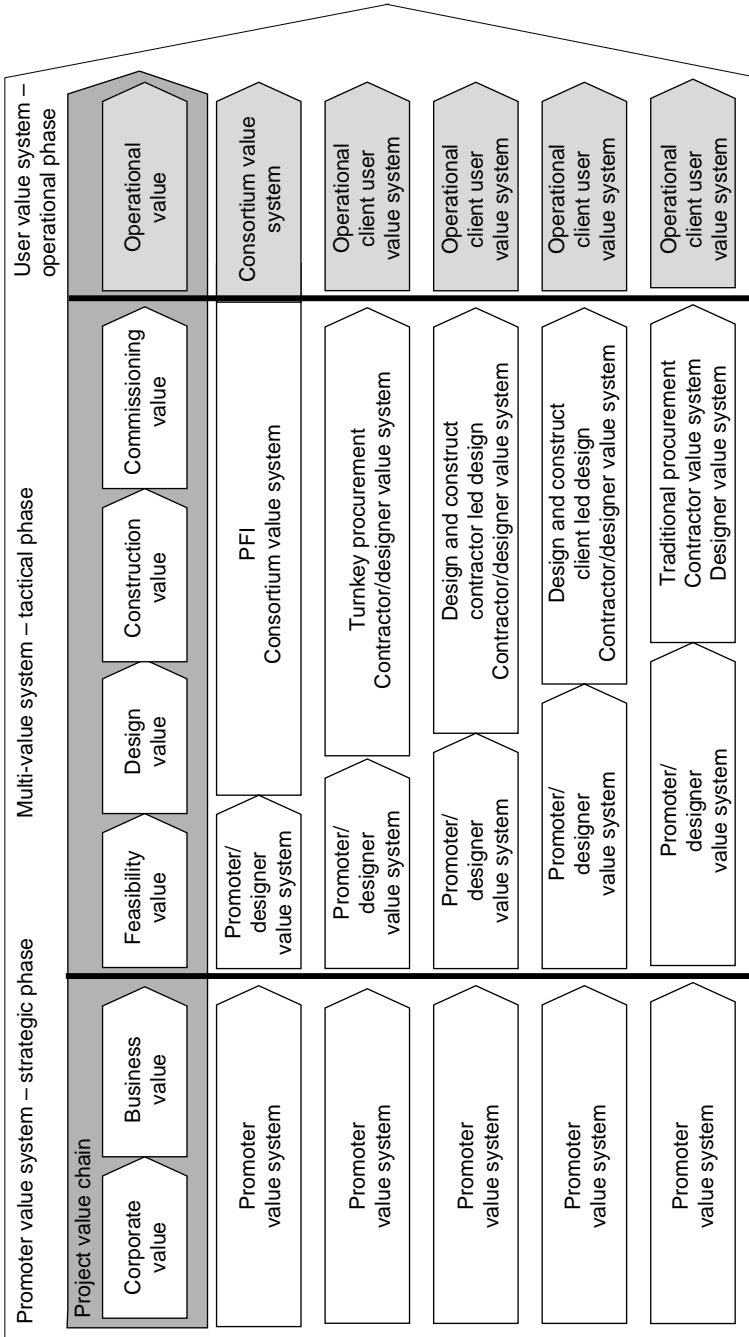 Promoter value system – strategic phase
Multi-value system – tactical phase
User value system –
operational phase
Project value chain
Corporate
value
Business
value
Feasibility
value
Design
value
Construction
value
Commissioning
value
Operational
value
Promoter
value system
Promoter/
designer
value system
PFI
Consortium value system
Consortium value
system
Promoter
value system
Promoter/
designer
value system
Turnkey procurement
Contractor/designer value system
Operational
client user
value system
Promoter
value system
Promoter/
designer
value system
Design and construct
contractor led design
Contractor/designer value system
Operational
client user
value system
Promoter
value system
Promoter/
designer
value system
Design and construct
client led design
Contractor/designer value system
Operational
client user
value system
Promoter
value system
Promoter/
designer
value system
Traditional procurement
Contractor value system
Designer value system
Operational
client user
value system